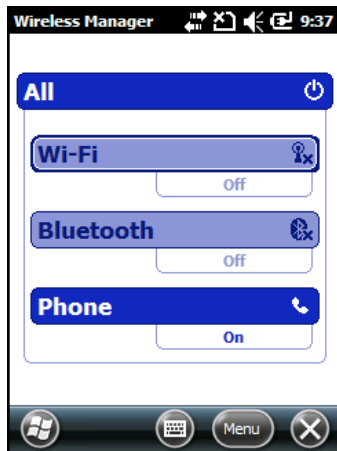 Wireless Manager 9:37
All
Wi-Fi
Off
Bluetooth
Off
Phone
On
Menu